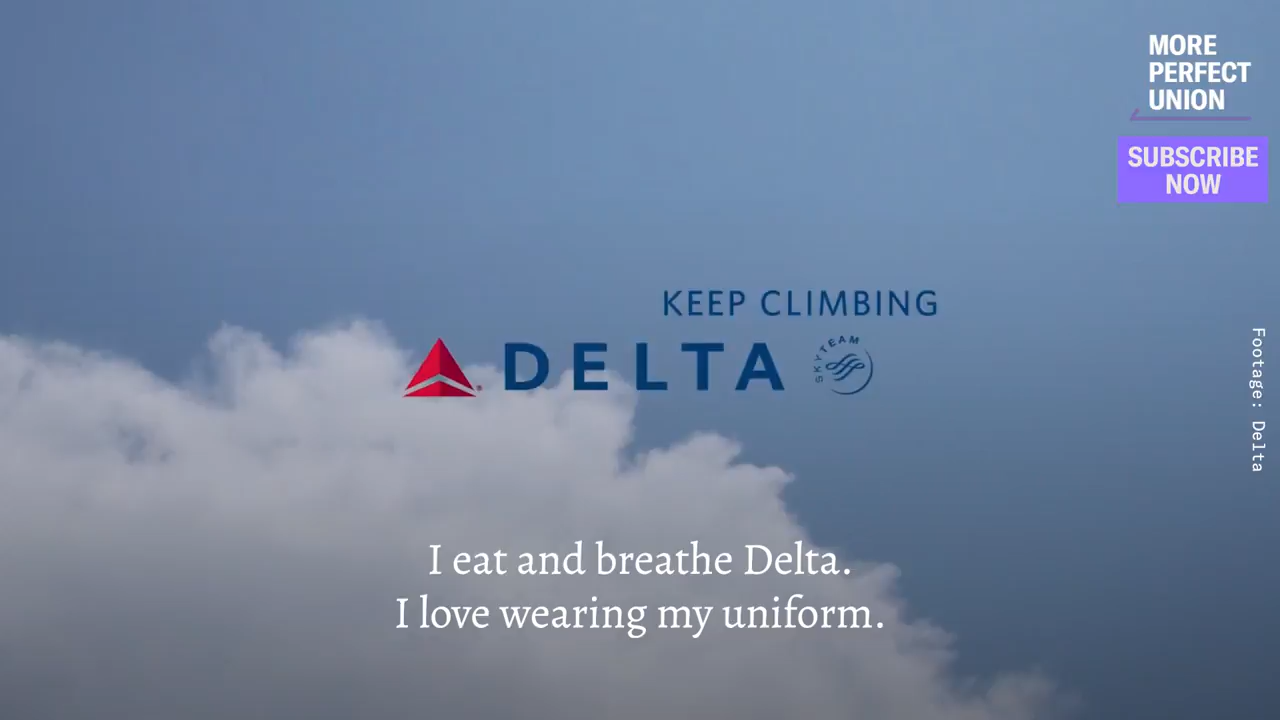 MORE
PERFECT
UNION
SUBSCRIBE
NOW
KEEP CLIMBING
DELTA
SKYTEAM
Footage: Delta
I eat and breathe Delta.
I love wearing my uniform.